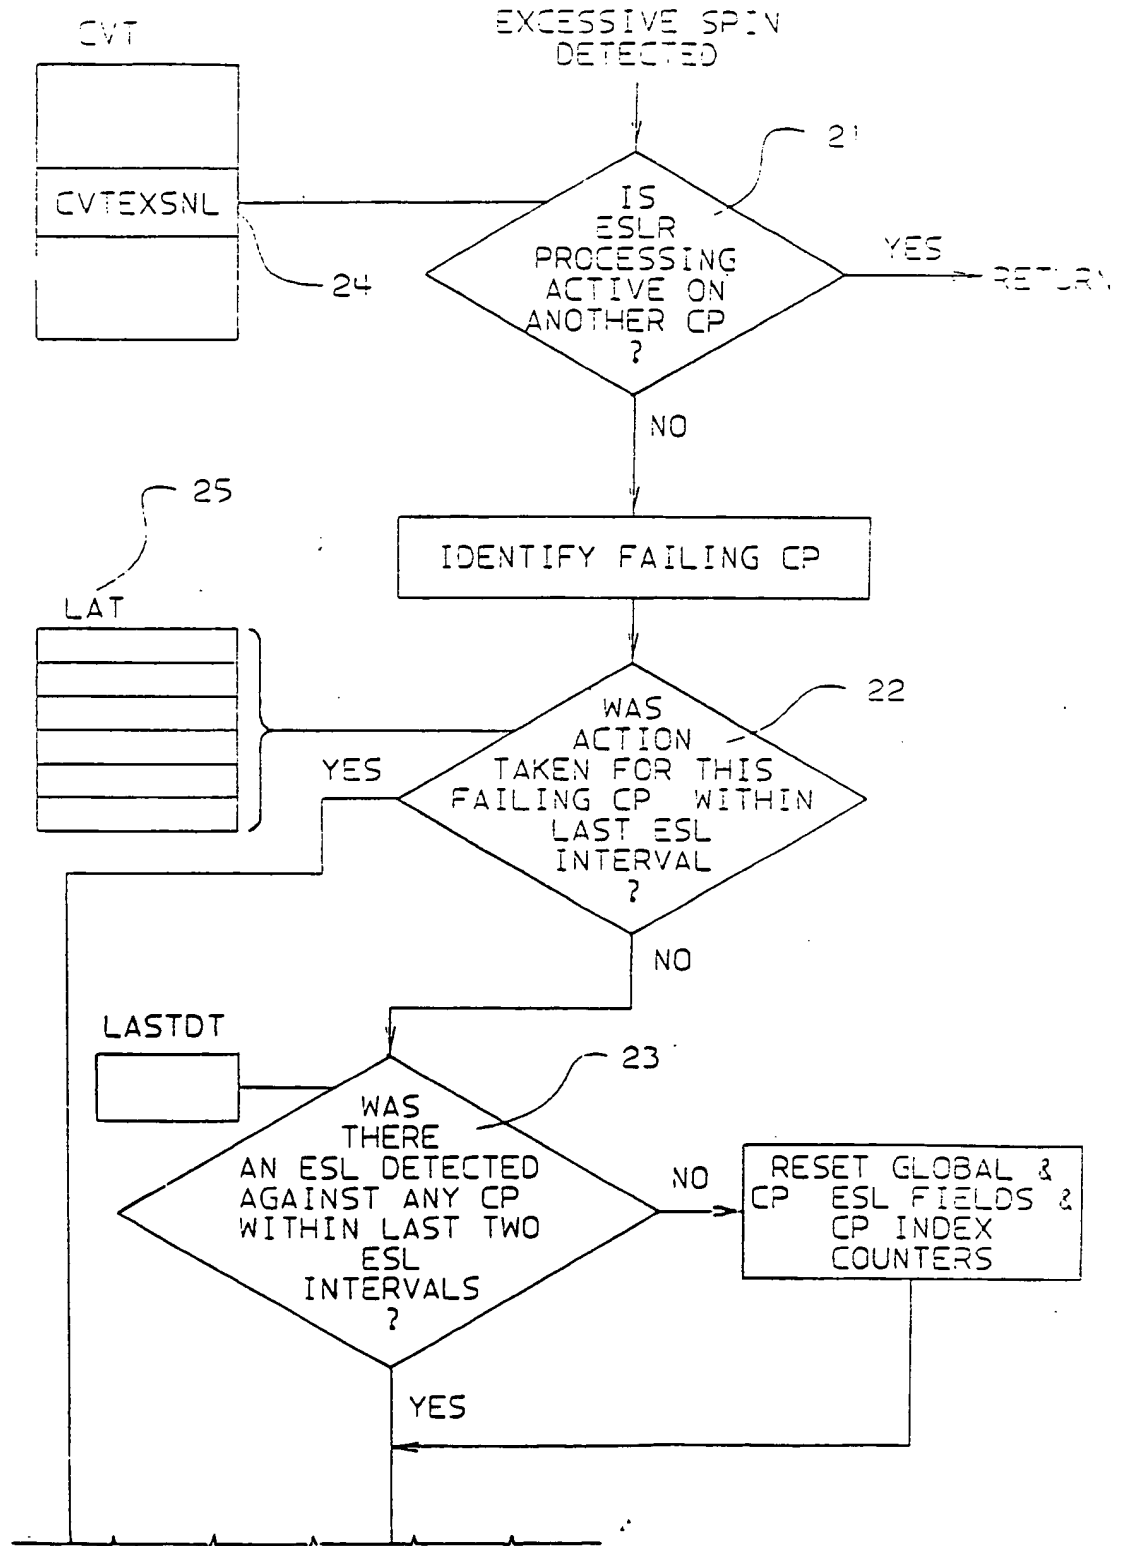 CVT
EXCESSIVE SPIN
DETECTED
21
CVTEXSNL
24
IS
ESLR
PROCESSING
ACTIVE ON
ANOTHER CP
?
YES
RETURN
NO
25
IDENTIFY FAILING CP
LAT
22
WAS
ACTION
TAKEN FOR THIS
FAILING CP WITHIN
LAST ESL
INTERVAL
?
YES
NO
LASTDT
23
WAS
THERE
AN ESL DETECTED
AGAINST ANY CP
WITHIN LAST TWO
ESL
INTERVALS
?
NO
RESET GLOBAL &
CP ESL FIELDS &
CP INDEX
COUNTERS
YES